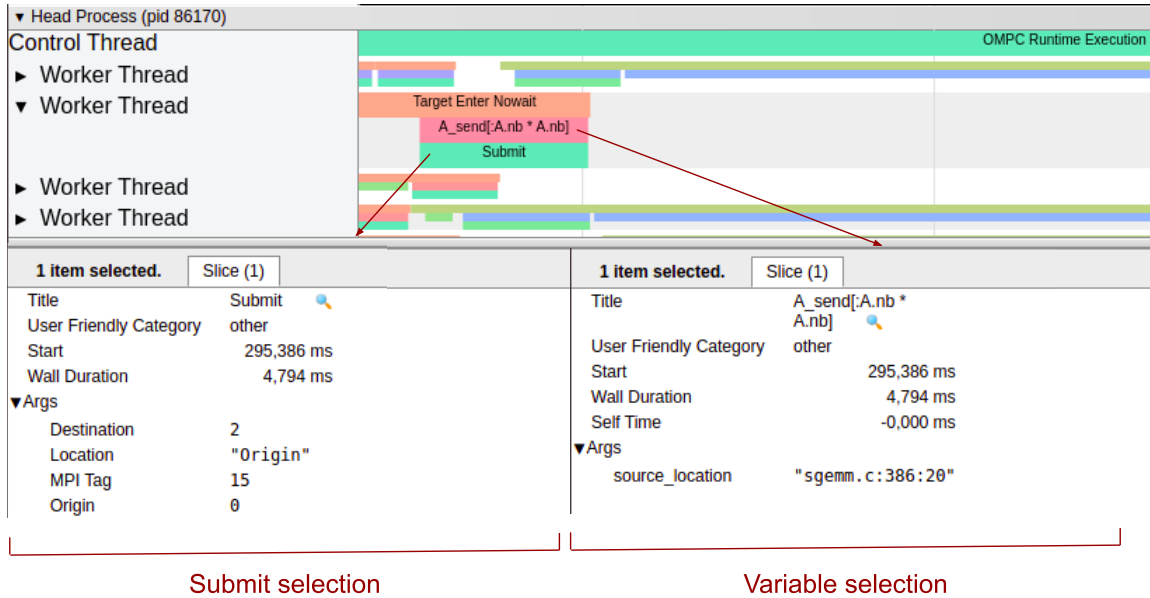 ▼ Head Process (pid 86170)
Control Thread
OMPC Runtime Execution
► Worker Thread
▼ Worker Thread
Target Enter Nowait
A_send[:A.nb * A.nb]
Submit
► Worker Thread
► Worker Thread
1 item selected. Slice (1)
Title Submit
User Friendly Category other
Start 295,386 ms
Wall Duration 4,794 ms
▼Args
Destination 2
Location "Origin"
MPI Tag 15
Origin 0
1 item selected. Slice (1)
Title A_send[:A.nb *
A.nb]
User Friendly Category other
Start 295,386 ms
Wall Duration 4,794 ms
Self Time -0,000 ms
▼Args
source_location "sgemm.c:386:20"
Submit selection
Variable selection